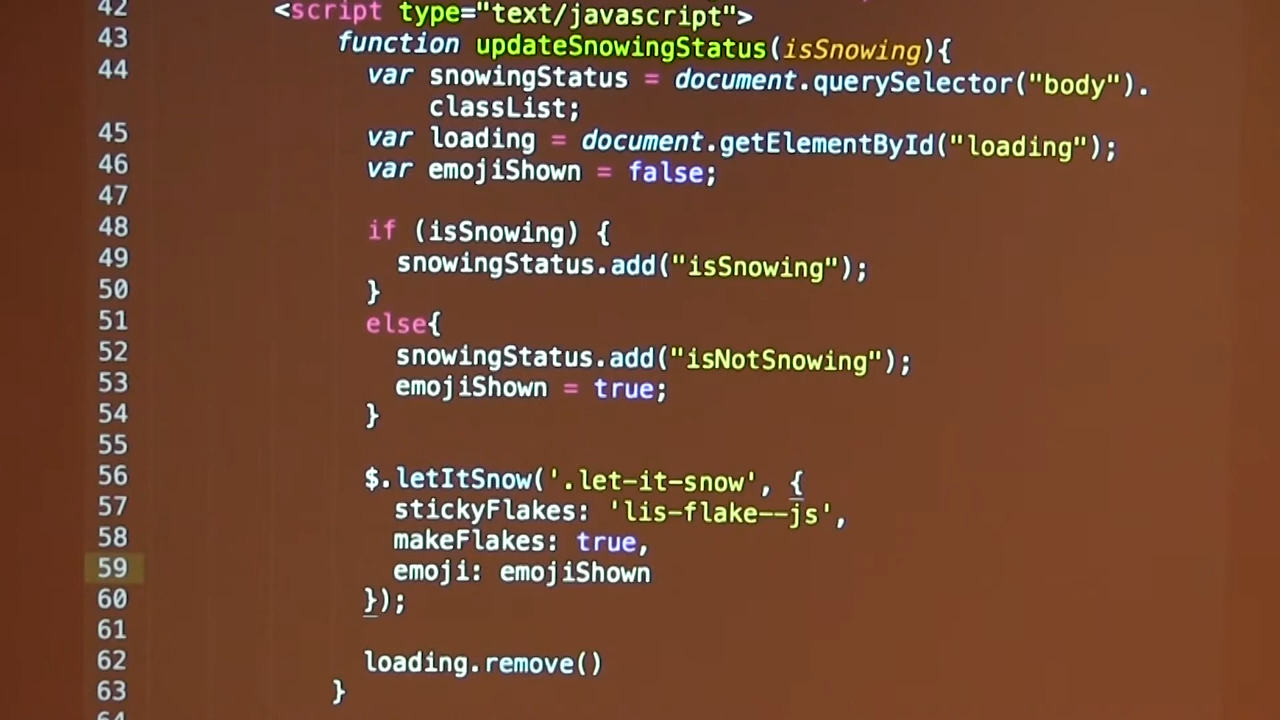 42 <script type="text/javascript">
43 function updateSnowingStatus(isSnowing){
44 var snowingStatus = document.querySelector("body").
classList;
45 var loading = document.getElementById("loading");
46 var emojiShown = false;
47
48 if (isSnowing) {
49 snowingStatus.add("isSnowing");
50 }
51 else{
52 snowingStatus.add("isNotSnowing");
53 emojiShown = true;
54 }
55
56 $.letItSnow('.let-it-snow', {
57 stickyFlakes: 'lis-flake--js',
58 makeFlakes: true,
59 emoji: emojiShown
60 });
61
62 loading.remove()
63 }
64